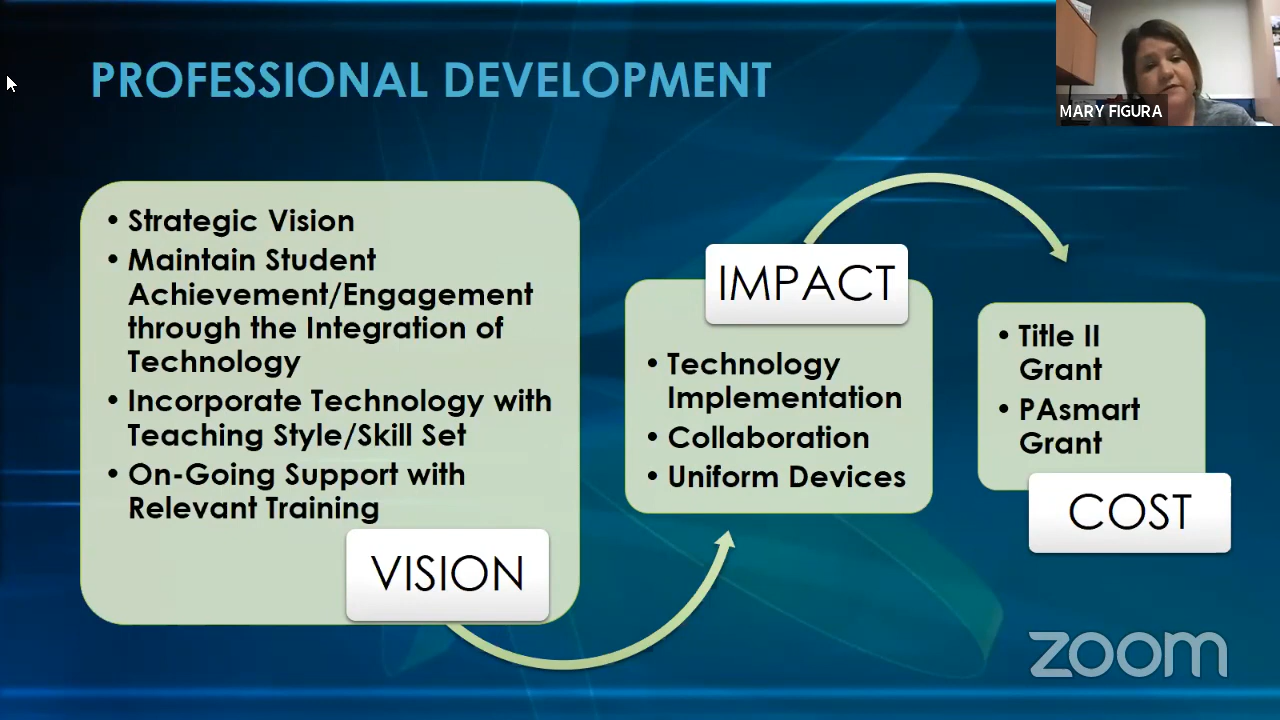 PROFESSIONAL DEVELOPMENT
MARY FIGURA
• Strategic Vision
• Maintain Student
Achievement/Engagement
through the Integration of
Technology
• Incorporate Technology with
Teaching Style/Skill Set
• On-Going Support with
Relevant Training
VISION
IMPACT
• Technology
Implementation
• Collaboration
• Uniform Devices
• Title II
Grant
• PAsmart
Grant
COST
zoom